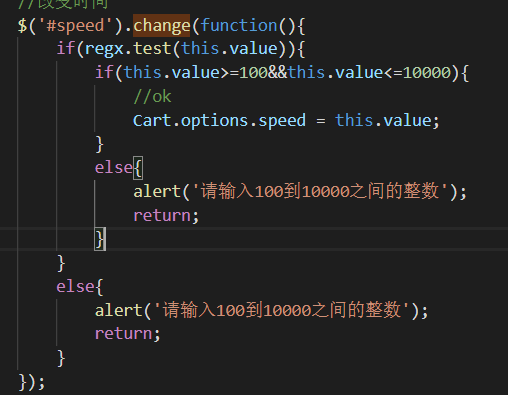 //改变时间
$('#speed').change(function(){
    if(regx.test(this.value)){
        if(this.value>=100&&this.value<=10000){
            //ok
            Cart.options.speed = this.value;
        }
        else{
            alert('请输入100到10000之间的整数');
            return;
        }
    }
    else{
        alert('请输入100到10000之间的整数');
        return;
    }
});